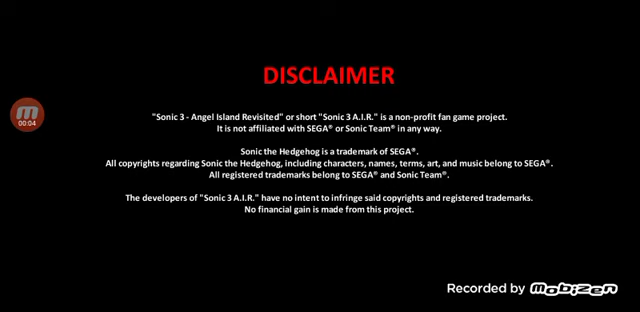 DISCLAIMER
"Sonic 3 - Angel Island Revisited" or short "Sonic 3 A.I.R." is a non-profit fan game project.
It is not affiliated with SEGA® or Sonic Team® in any way.
Sonic the Hedgehog is a trademark of SEGA®.
All copyrights regarding Sonic the Hedgehog, including characters, names, terms, art, and music belong to SEGA®.
All registered trademarks belong to SEGA® and Sonic Team®.
The developers of "Sonic 3 A.I.R." have no intent to infringe said copyrights and registered trademarks.
No financial gain is made from this project.
00:04
Recorded by Mobizen